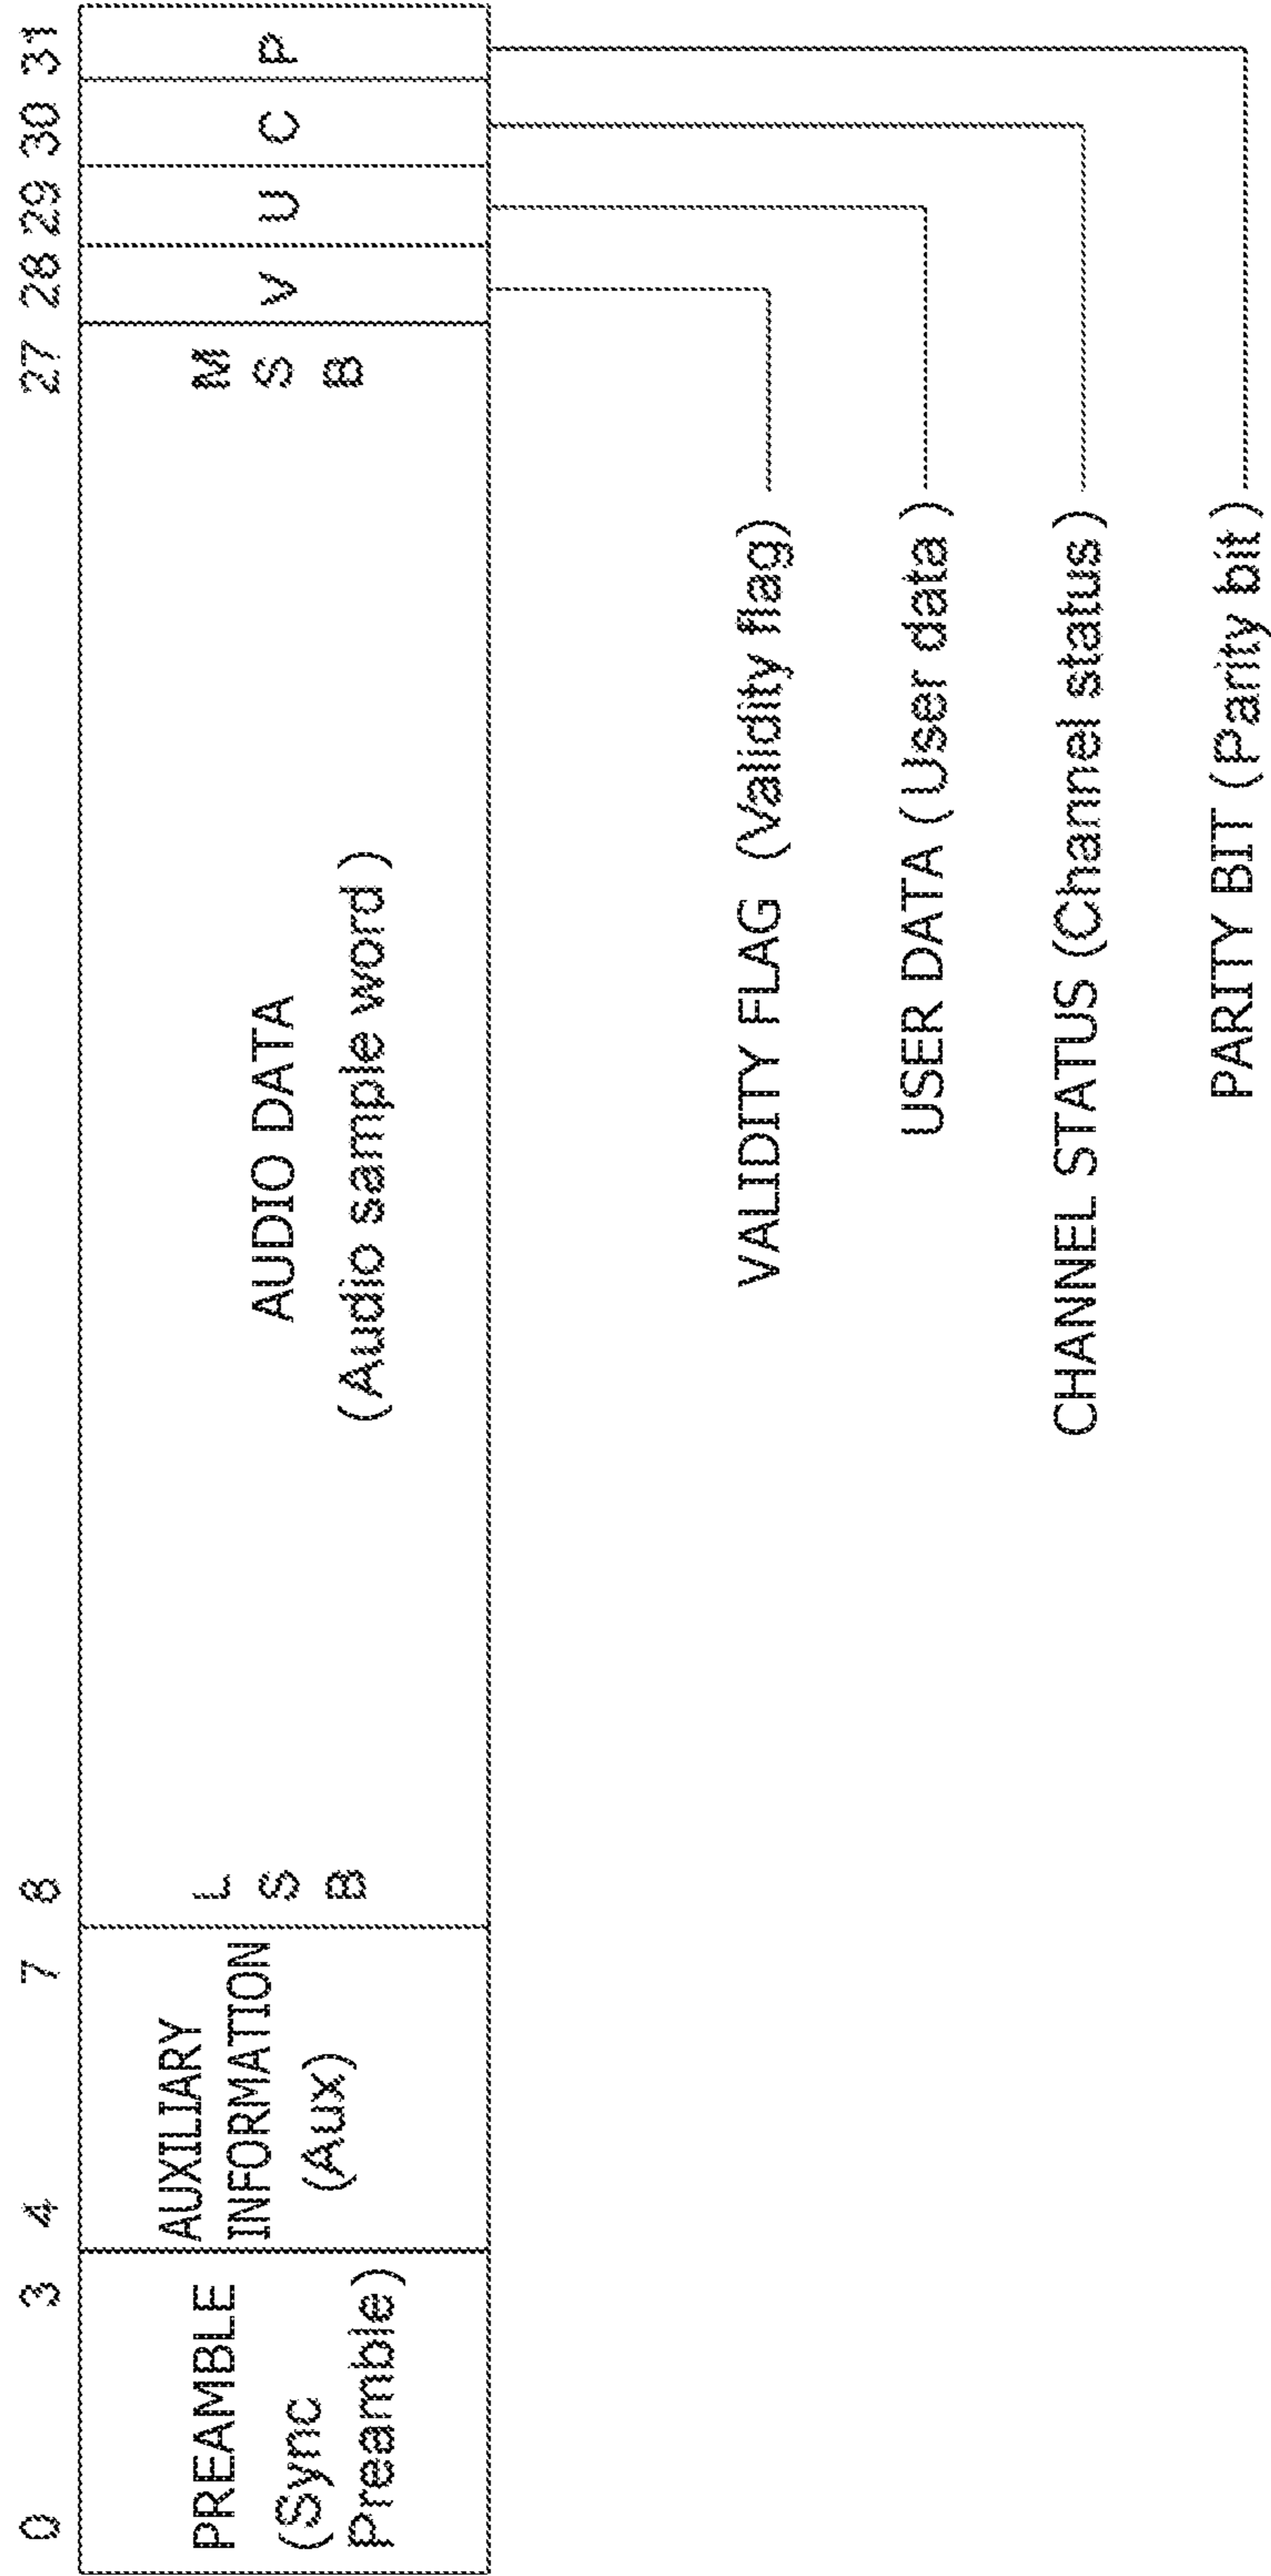 0 3 4 7 8 27 28 29 30 31
PREAMBLE
(Sync
Preamble)
AUXILIARY
INFORMATION
(Aux)
L
S
B
AUDIO DATA
(Audio sample word)
M
S
B
V
U
C
P
VALIDITY FLAG (Validity flag)
USER DATA (User data)
CHANNEL STATUS (Channel status)
PARITY BIT (Parity bit)